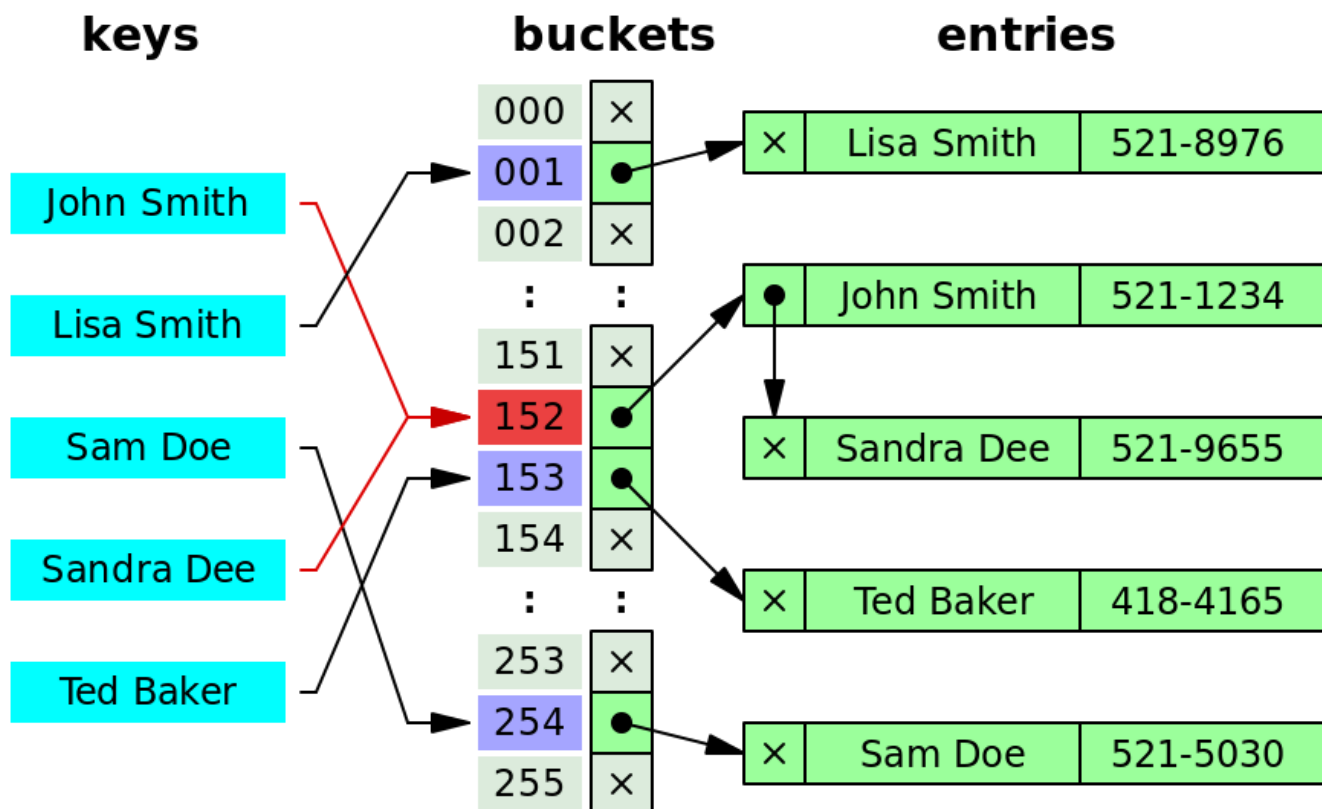 keys
buckets
entries
John Smith
Lisa Smith
Sam Doe
Sandra Dee
Ted Baker
000 ×
001
002 ×
: :
151 ×
152
153
154 ×
: :
253 ×
254
255 ×
× Lisa Smith 521-8976
John Smith 521-1234
× Sandra Dee 521-9655
× Ted Baker 418-4165
× Sam Doe 521-5030